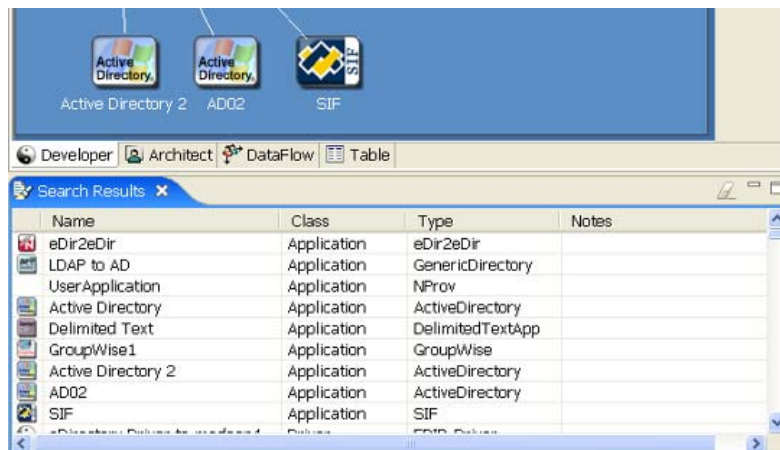 Active Directory
Active Directory
SIF
Active Directory 2 AD02 SIF
Developer Architect DataFlow Table
Search Results
Name Class Type Notes
eDir2eDir Application eDir2eDir
LDAP to AD Application GenericDirectory
UserApplication Application NProv
Active Directory Application ActiveDirectory
Delimited Text Application DelimitedTextApp
GroupWise1 Application GroupWise
Active Directory 2 Application ActiveDirectory
AD02 Application ActiveDirectory
SIF Application SIF